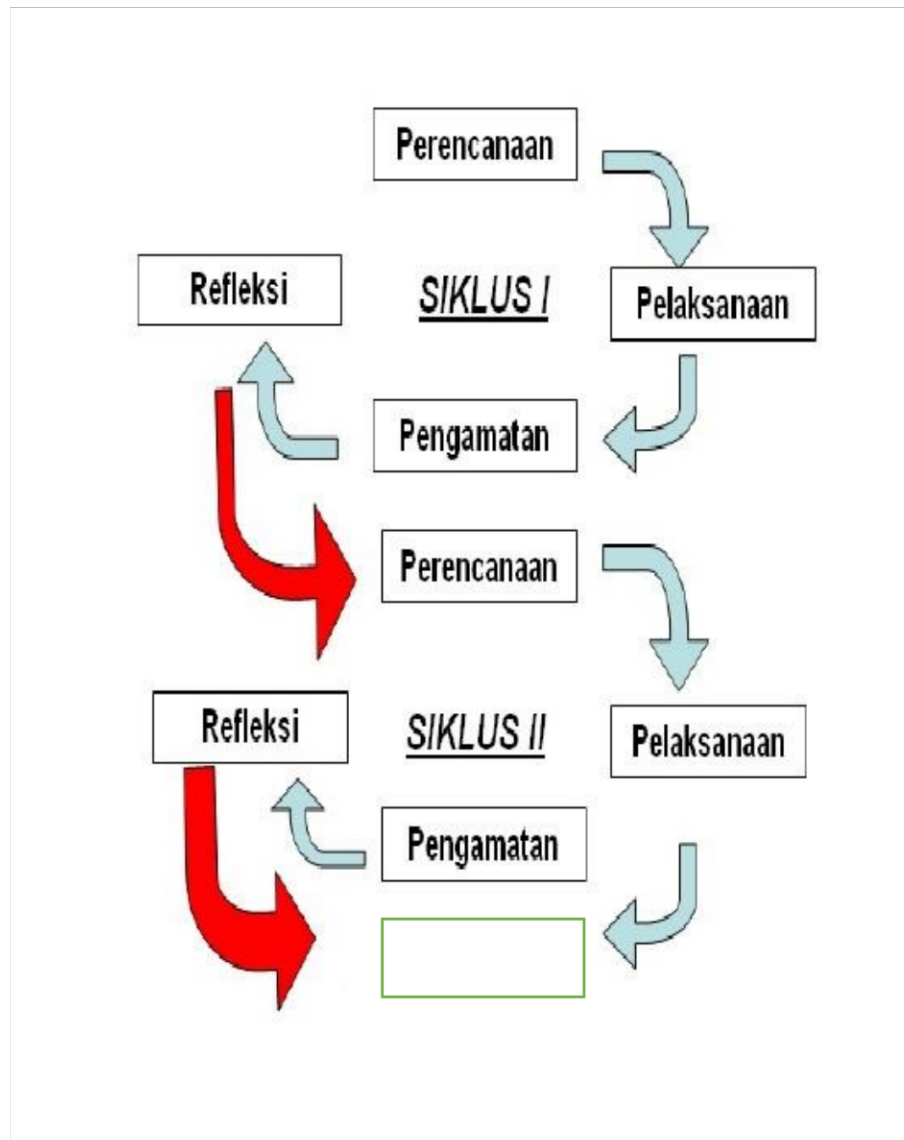 Perencanaan
Refleksi
SIKLUS I
Pelaksanaan
Pengamatan
Perencanaan
Refleksi
SIKLUS II
Pelaksanaan
Pengamatan